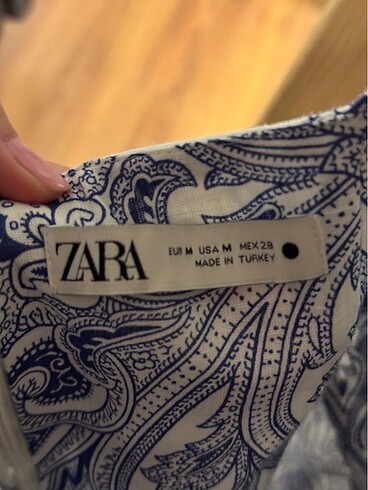 ZARA
EUR M USA M MEX 28
MADE IN TURKEY